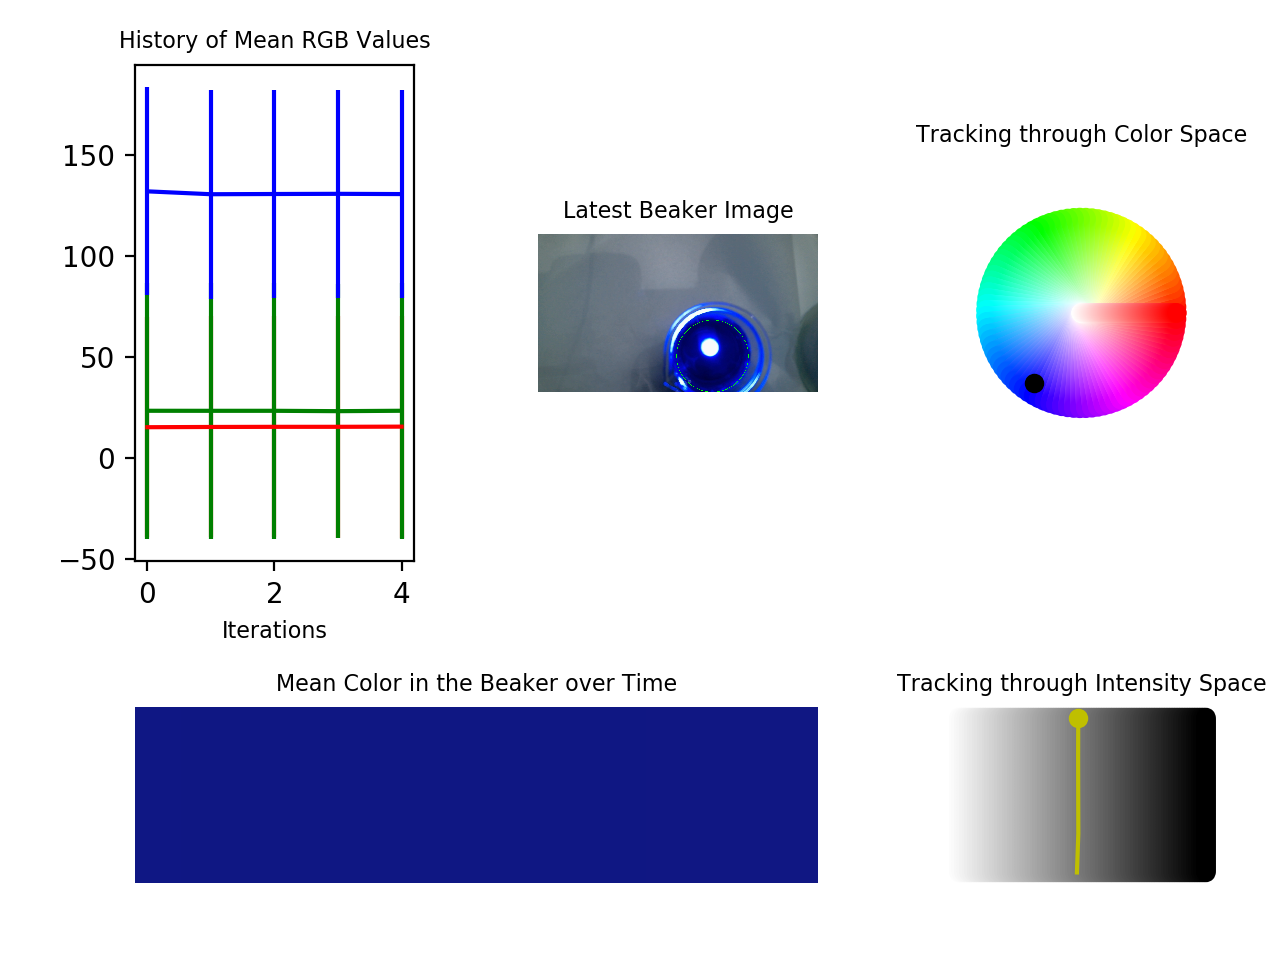 History of Mean RGB Values
150
100
50
0
−50
0 2 4
Iterations
Latest Beaker Image
Tracking through Color Space
Mean Color in the Beaker over Time
Tracking through Intensity Space